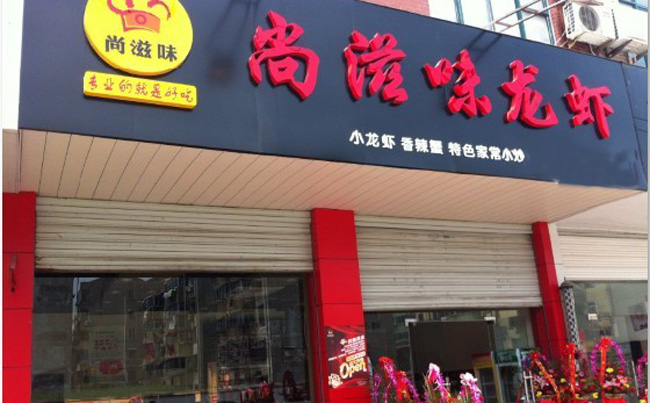 尚滋味
专业的就是好吃
尚滋味龙虾
小龙虾 香辣蟹 特色家常小炒
Open